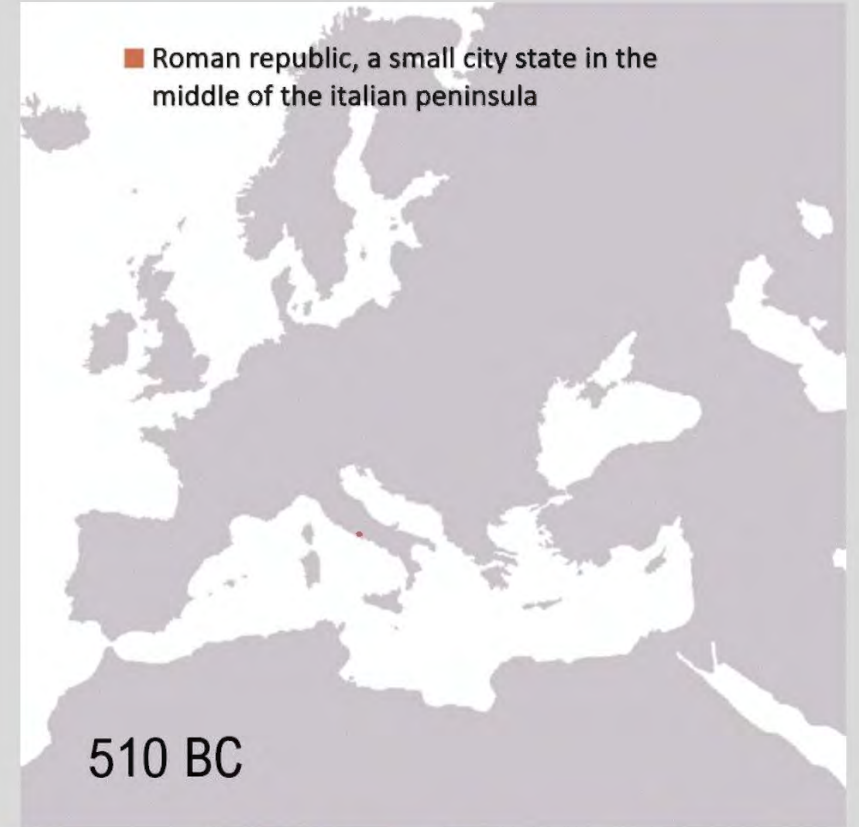 Roman republic, a small city state in the
middle of the italian peninsula
510 BC